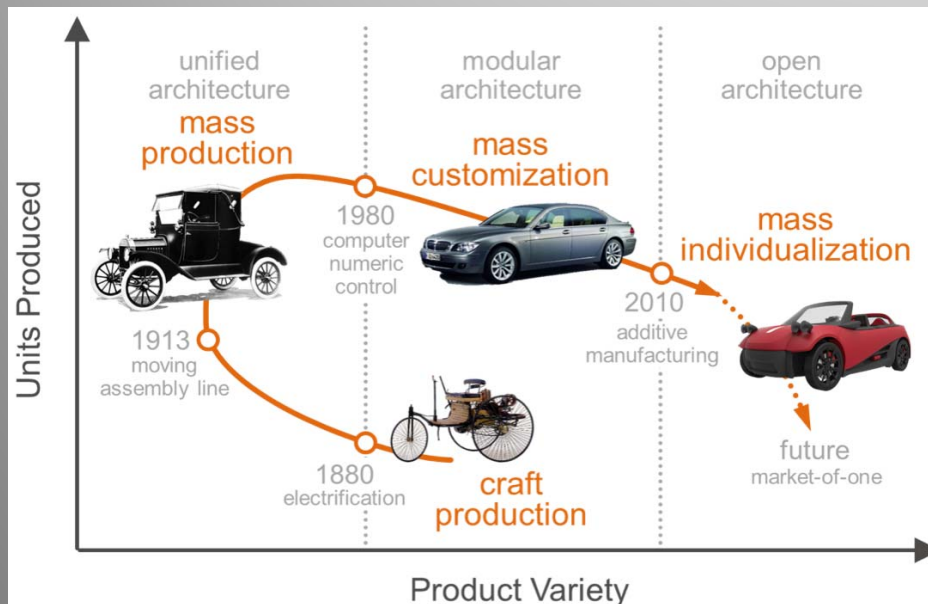 unified
architecture
modular
architecture
open
architecture
mass
production
mass
customization
mass
individualization
1980
computer
numeric
control
2010
additive
manufacturing
1913
moving
assembly line
1880
electrification
craft
production
future
market-of-one
Units Produced
Product Variety